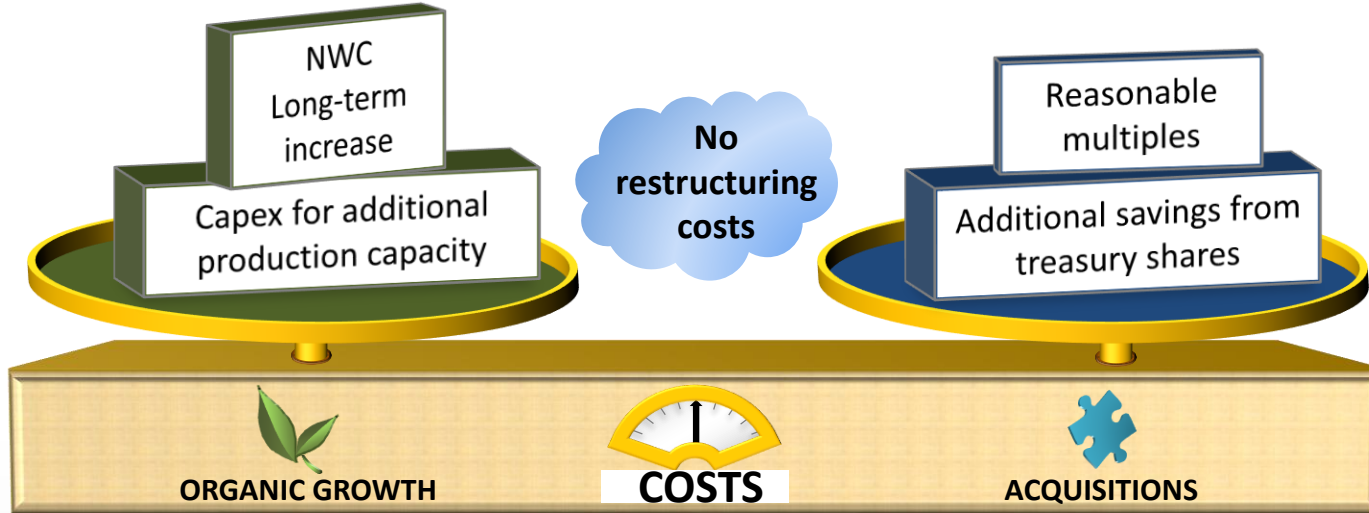 NWC
Long-term
increase
Capex for additional
production capacity
No
restructuring
costs
Reasonable
multiples
Additional savings from
treasury shares
ORGANIC GROWTH
COSTS
ACQUISITIONS